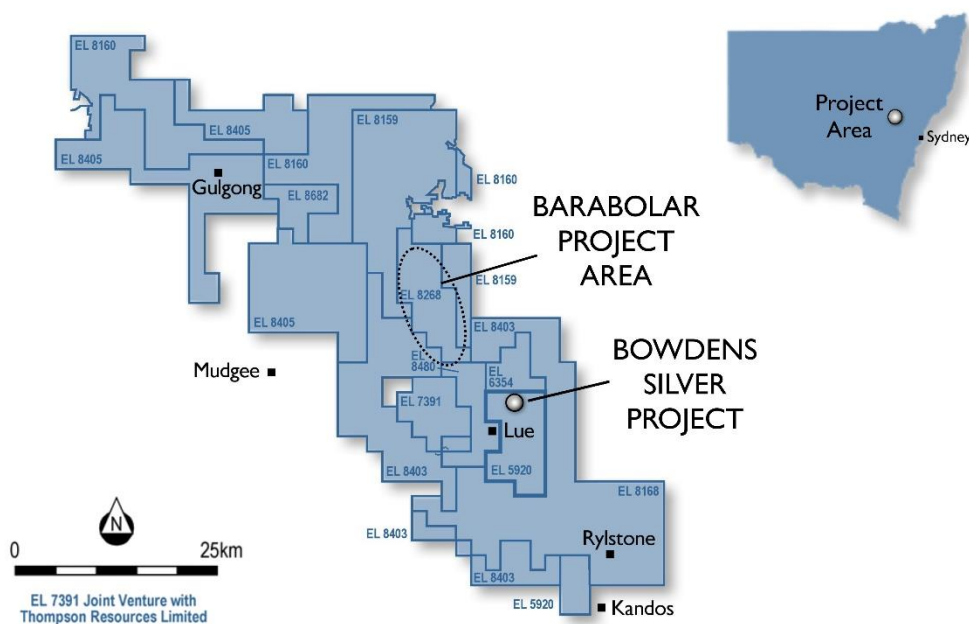 EL 8160
EL 8405
EL 8405
EL 8160
EL 8159
Gulgong
EL 8682
EL 8160
EL 8160
EL 8159
BARABOLAR
PROJECT
AREA
EL 8268
EL 8405
EL 8403
EL
8480
EL
6354
Mudgee
BOWDENS
SILVER
PROJECT
EL 7391
Lue
EL 8403
EL 5920
EL 8168
EL 8403
Rylstone
EL 8403
EL 5920
Kandos
Project
Area
Sydney
N
0 25km
EL 7391 Joint Venture with
Thompson Resources Limited